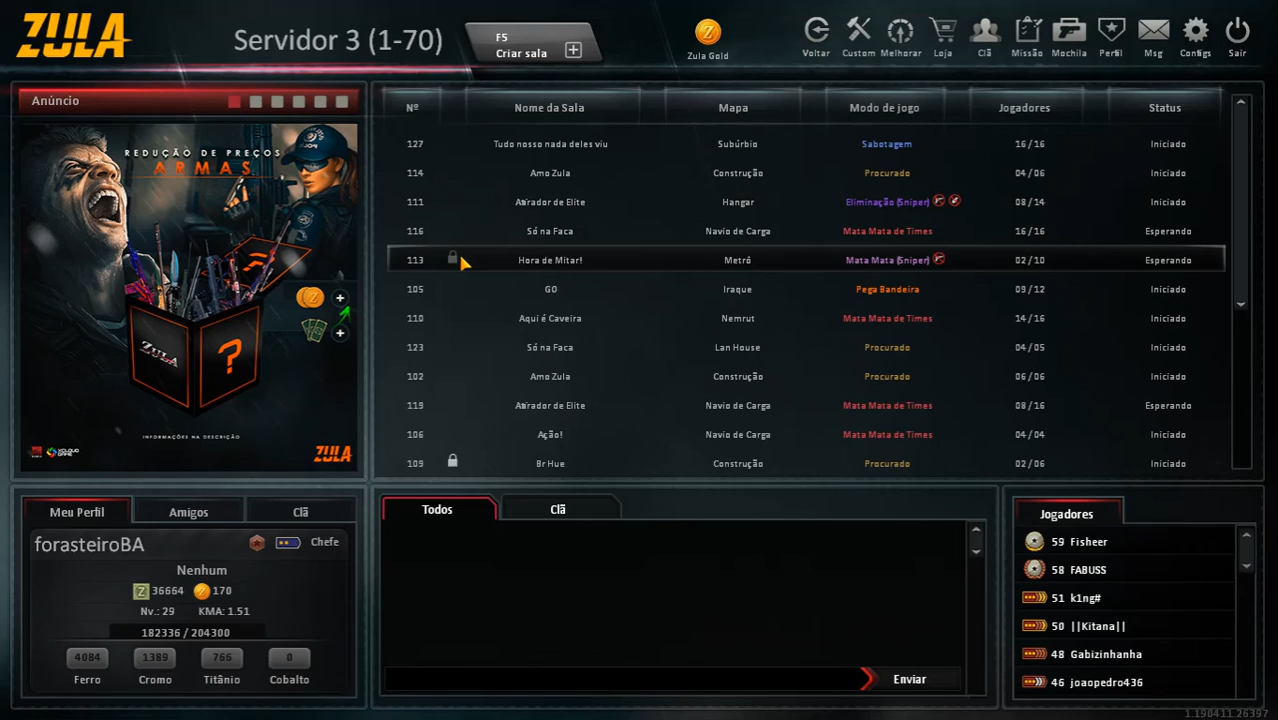 ZULA
Servidor 3 (1-70)
F5
Criar sala
Zula Gold
Voltar
Custom
Melhorar
Loja
Clã
Missão
Mochila
Perfil
Msg
Configs
Sair
Anúncio
REDUÇÃO DE PREÇOS
ARMAS
ZULA
?
INFORMAÇÕES NA DESCRIÇÃO
ZULA
Nº Nome da Sala Mapa Modo de jogo Jogadores Status
127 Tudo nosso nada deles viu Subúrbio Sabotagem 16/16 Iniciado
114 Amo Zula Construção Procurado 04/06 Iniciado
111 Atirador de Elite Hangar Eliminação (Sniper) 08/14 Iniciado
116 Só na Faca Navio de Carga Mata Mata de Times 16/16 Esperando
113 Hora de Mitar! Metrô Mata Mata (Sniper) 02/10 Esperando
105 GO Iraque Pega Bandeira 09/12 Iniciado
110 Aqui é Caveira Nemrut Mata Mata de Times 14/16 Iniciado
123 Só na Faca Lan House Procurado 04/05 Iniciado
102 Amo Zula Construção Procurado 06/06 Iniciado
119 Atirador de Elite Navio de Carga Mata Mata de Times 08/16 Esperando
106 Ação! Navio de Carga Mata Mata de Times 04/04 Iniciado
109 Br Hue Construção Procurado 02/06 Iniciado
Meu Perfil
Amigos
Clã
forasteiroBA
Chefe
Nenhum
36664 170
Nv.: 29 KMA: 1.51
182336 / 204300
4084 1389 766 0
Ferro Cromo Titânio Cobalto
Todos
Clã
Enviar
Jogadores
59 Fisheer
58 FABUSS
51 k1ng#
50 ||Kitana||
48 Gabizinhanha
46 joaopedro436
1.190411.26397